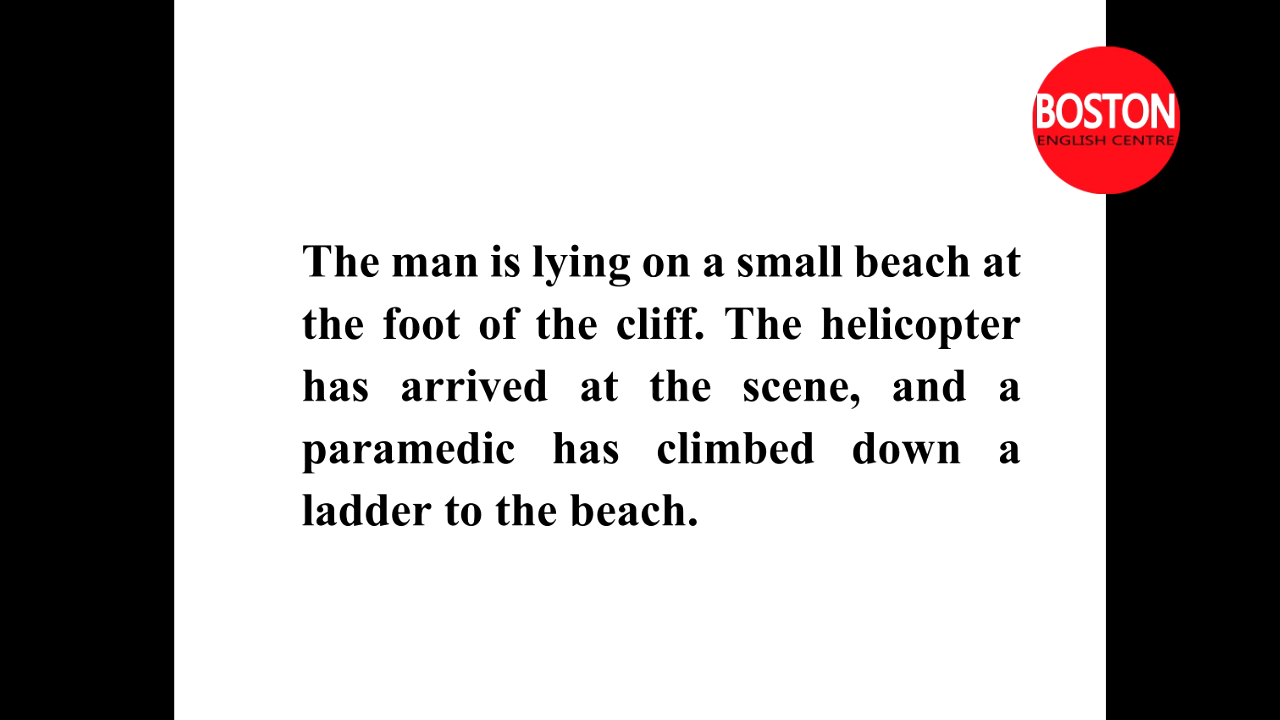 BOSTON
ENGLISH CENTRE
The man is lying on a small beach at
the foot of the cliff. The helicopter
has arrived at the scene, and a
paramedic has climbed down a
ladder to the beach.